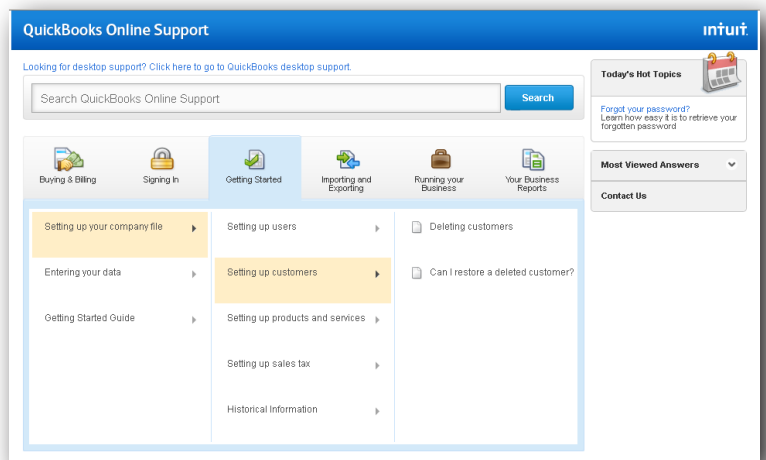 QuickBooks Online Support
ıntuıt.
Looking for desktop support? Click here to go to QuickBooks desktop support.
Search QuickBooks Online Support
Search
Buying & Billing
Signing In
Getting Started
Importing and
Exporting
Running your
Business
Your Business
Reports
Setting up your company file
Entering your data
Getting Started Guide
Setting up users
Setting up customers
Setting up products and services
Setting up sales tax
Historical Information
Deleting customers
Can I restore a deleted customer?
Today's Hot Topics
Forgot your password?
Learn how easy it is to retrieve your
forgotten password
Most Viewed Answers
Contact Us